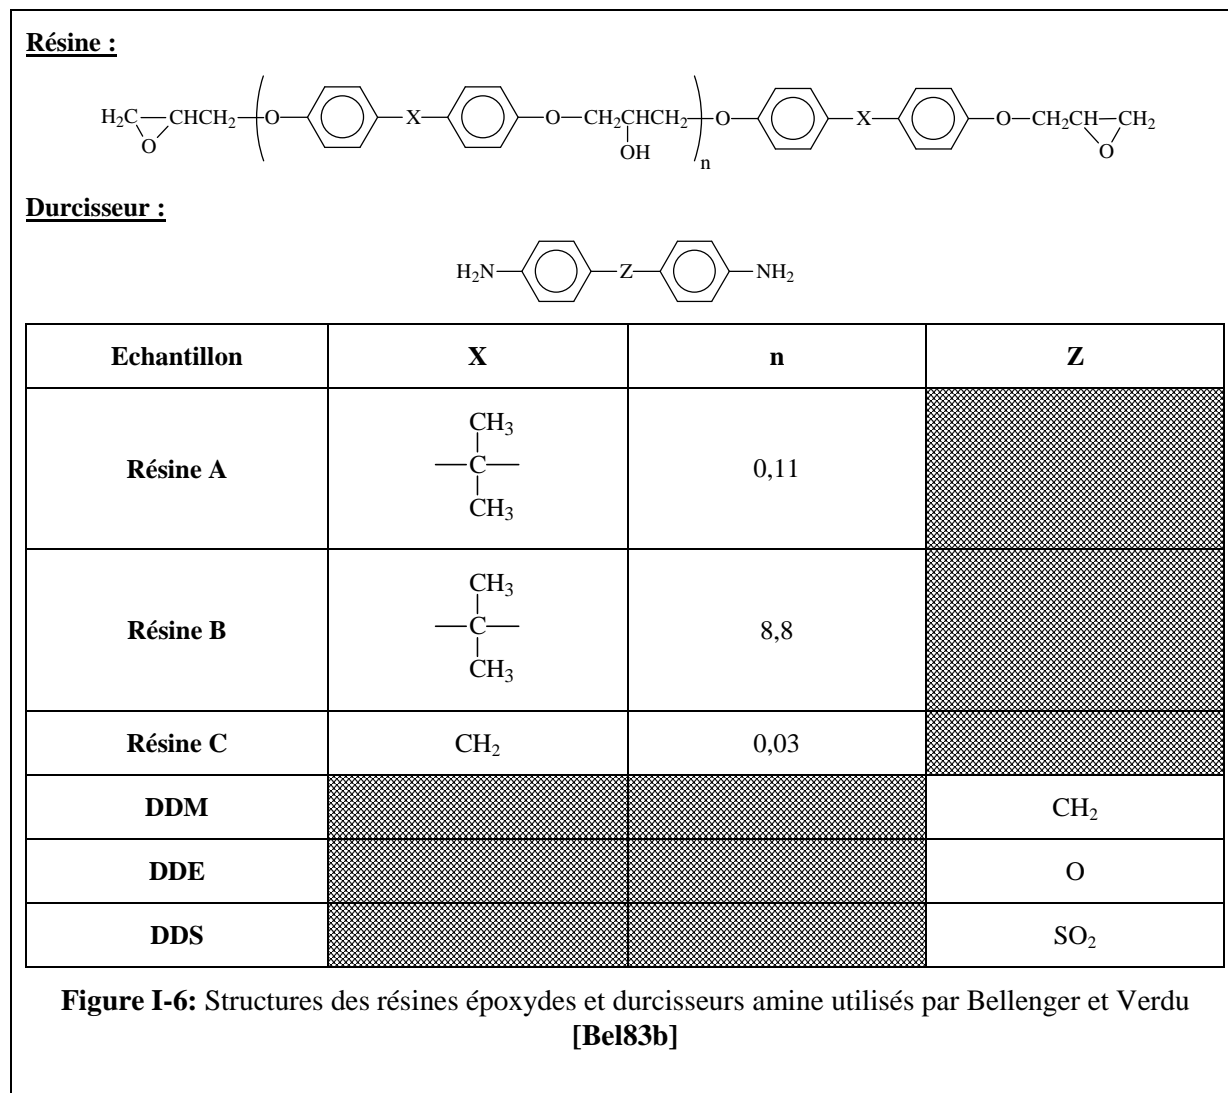 Résine :
H2C CHCH2 O X O CH2CHCH2 O X O CH2CH CH2
O OH n O
Durcisseur :
H2N Z NH2
Echantillon X n Z
CH3
Résine A C 0,11
CH3
CH3
Résine B C 8,8
CH3
Résine C CH2 0,03
DDM CH2
DDE O
DDS SO2
Figure I-6: Structures des résines époxydes et durcisseurs amine utilisés par Bellenger et Verdu
[Bel83b]